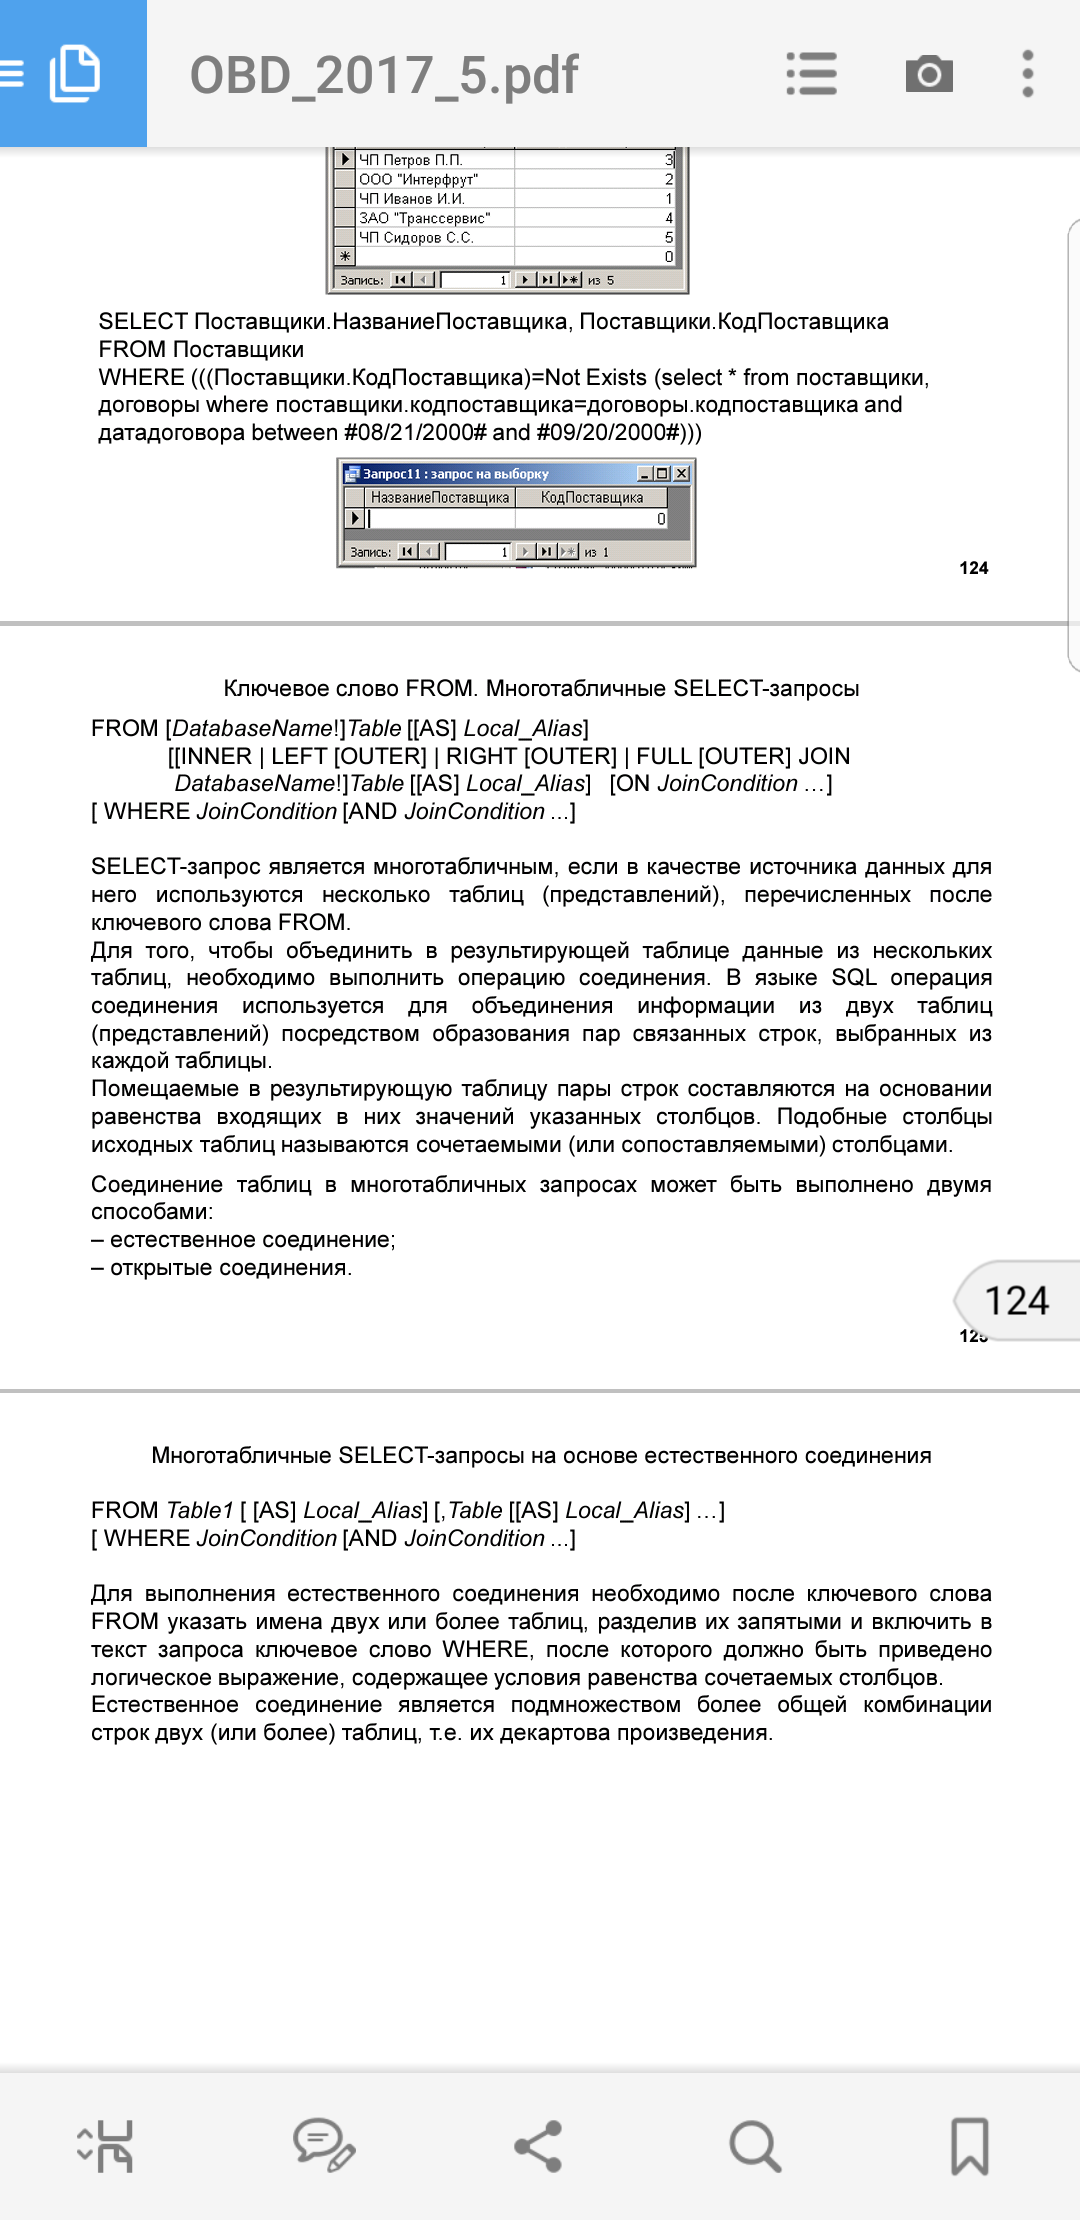 OBD_2017_5.pdf
ЧП Петров П.П. 3
ООО "Интерфрут" 2
ЧП Иванов И.И. 1
ЗАО "Транссервис" 4
ЧП Сидоров С.С. 5
0
Запись: 1 из 5
SELECT Поставщики.НазваниеПоставщика, Поставщики.КодПоставщика
FROM Поставщики
WHERE (((Поставщики.КодПоставщика)=Not Exists (select * from поставщики,
договоры where поставщики.кодпоставщика=договоры.кодпоставщика and
датадоговора between #08/21/2000# and #09/20/2000#)))
Запрос11 : запрос на выборку
НазваниеПоставщика КодПоставщика
0
Запись: 1 из 1
124
Ключевое слово FROM. Многотабличные SELECT-запросы
FROM [DatabaseName!]Table [[AS] Local_Alias]
[[INNER | LEFT [OUTER] | RIGHT [OUTER] | FULL [OUTER] JOIN
DatabaseName!]Table [[AS] Local_Alias] [ON JoinCondition …]
[ WHERE JoinCondition [AND JoinCondition ...]
SELECT-запрос является многотабличным, если в качестве источника данных для
него используются несколько таблиц (представлений), перечисленных после
ключевого слова FROM.
Для того, чтобы объединить в результирующей таблице данные из нескольких
таблиц, необходимо выполнить операцию соединения. В языке SQL операция
соединения используется для объединения информации из двух таблиц
(представлений) посредством образования пар связанных строк, выбранных из
каждой таблицы.
Помещаемые в результирующую таблицу пары строк составляются на основании
равенства входящих в них значений указанных столбцов. Подобные столбцы
исходных таблиц называются сочетаемыми (или сопоставляемыми) столбцами.
Соединение таблиц в многотабличных запросах может быть выполнено двумя
способами:
– естественное соединение;
– открытые соединения.
124
Многотабличные SELECT-запросы на основе естественного соединения
FROM Table1 [ [AS] Local_Alias] [,Table [[AS] Local_Alias] …]
[ WHERE JoinCondition [AND JoinCondition ...]
Для выполнения естественного соединения необходимо после ключевого слова
FROM указать имена двух или более таблиц, разделив их запятыми и включить в
текст запроса ключевое слово WHERE, после которого должно быть приведено
логическое выражение, содержащее условия равенства сочетаемых столбцов.
Естественное соединение является подмножеством более общей комбинации
строк двух (или более) таблиц, т.е. их декартова произведения.